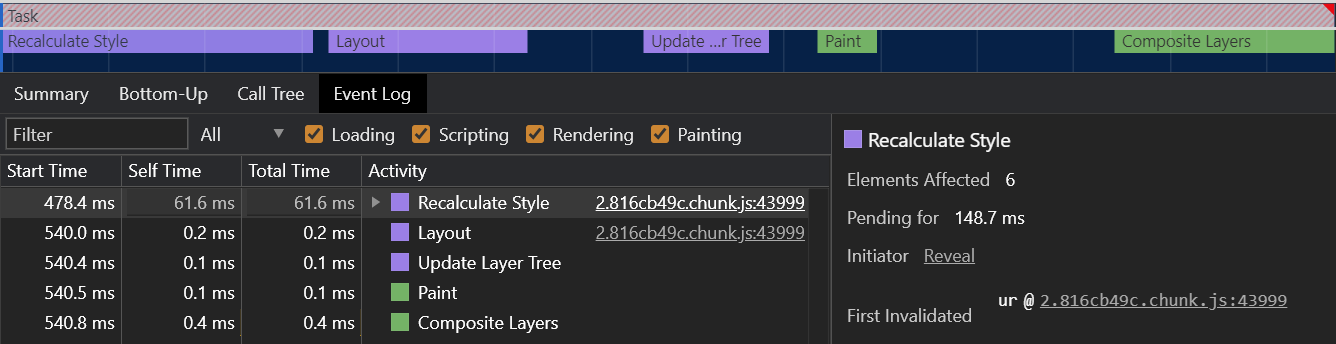 Task
Recalculate Style Layout Update ...r Tree Paint Composite Layers
Summary Bottom-Up Call Tree Event Log
Filter All Loading Scripting Rendering Painting
Start Time Self Time Total Time Activity
478.4 ms 61.6 ms 61.6 ms Recalculate Style 2.816cb49c.chunk.js:43999
540.0 ms 0.2 ms 0.2 ms Layout 2.816cb49c.chunk.js:43999
540.4 ms 0.1 ms 0.1 ms Update Layer Tree
540.5 ms 0.1 ms 0.1 ms Paint
540.8 ms 0.4 ms 0.4 ms Composite Layers
Recalculate Style
Elements Affected 6
Pending for 148.7 ms
Initiator Reveal
First Invalidated ur @ 2.816cb49c.chunk.js:43999